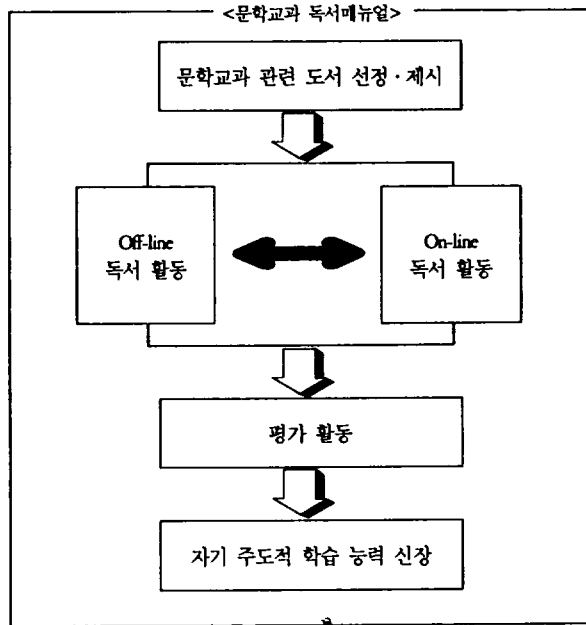 <문학교과 독서매뉴얼>
문학교과 관련 도서 선정·제시
Off-line
독서 활동
On-line
독서 활동
평가 활동
자기 주도적 학습 능력 신장